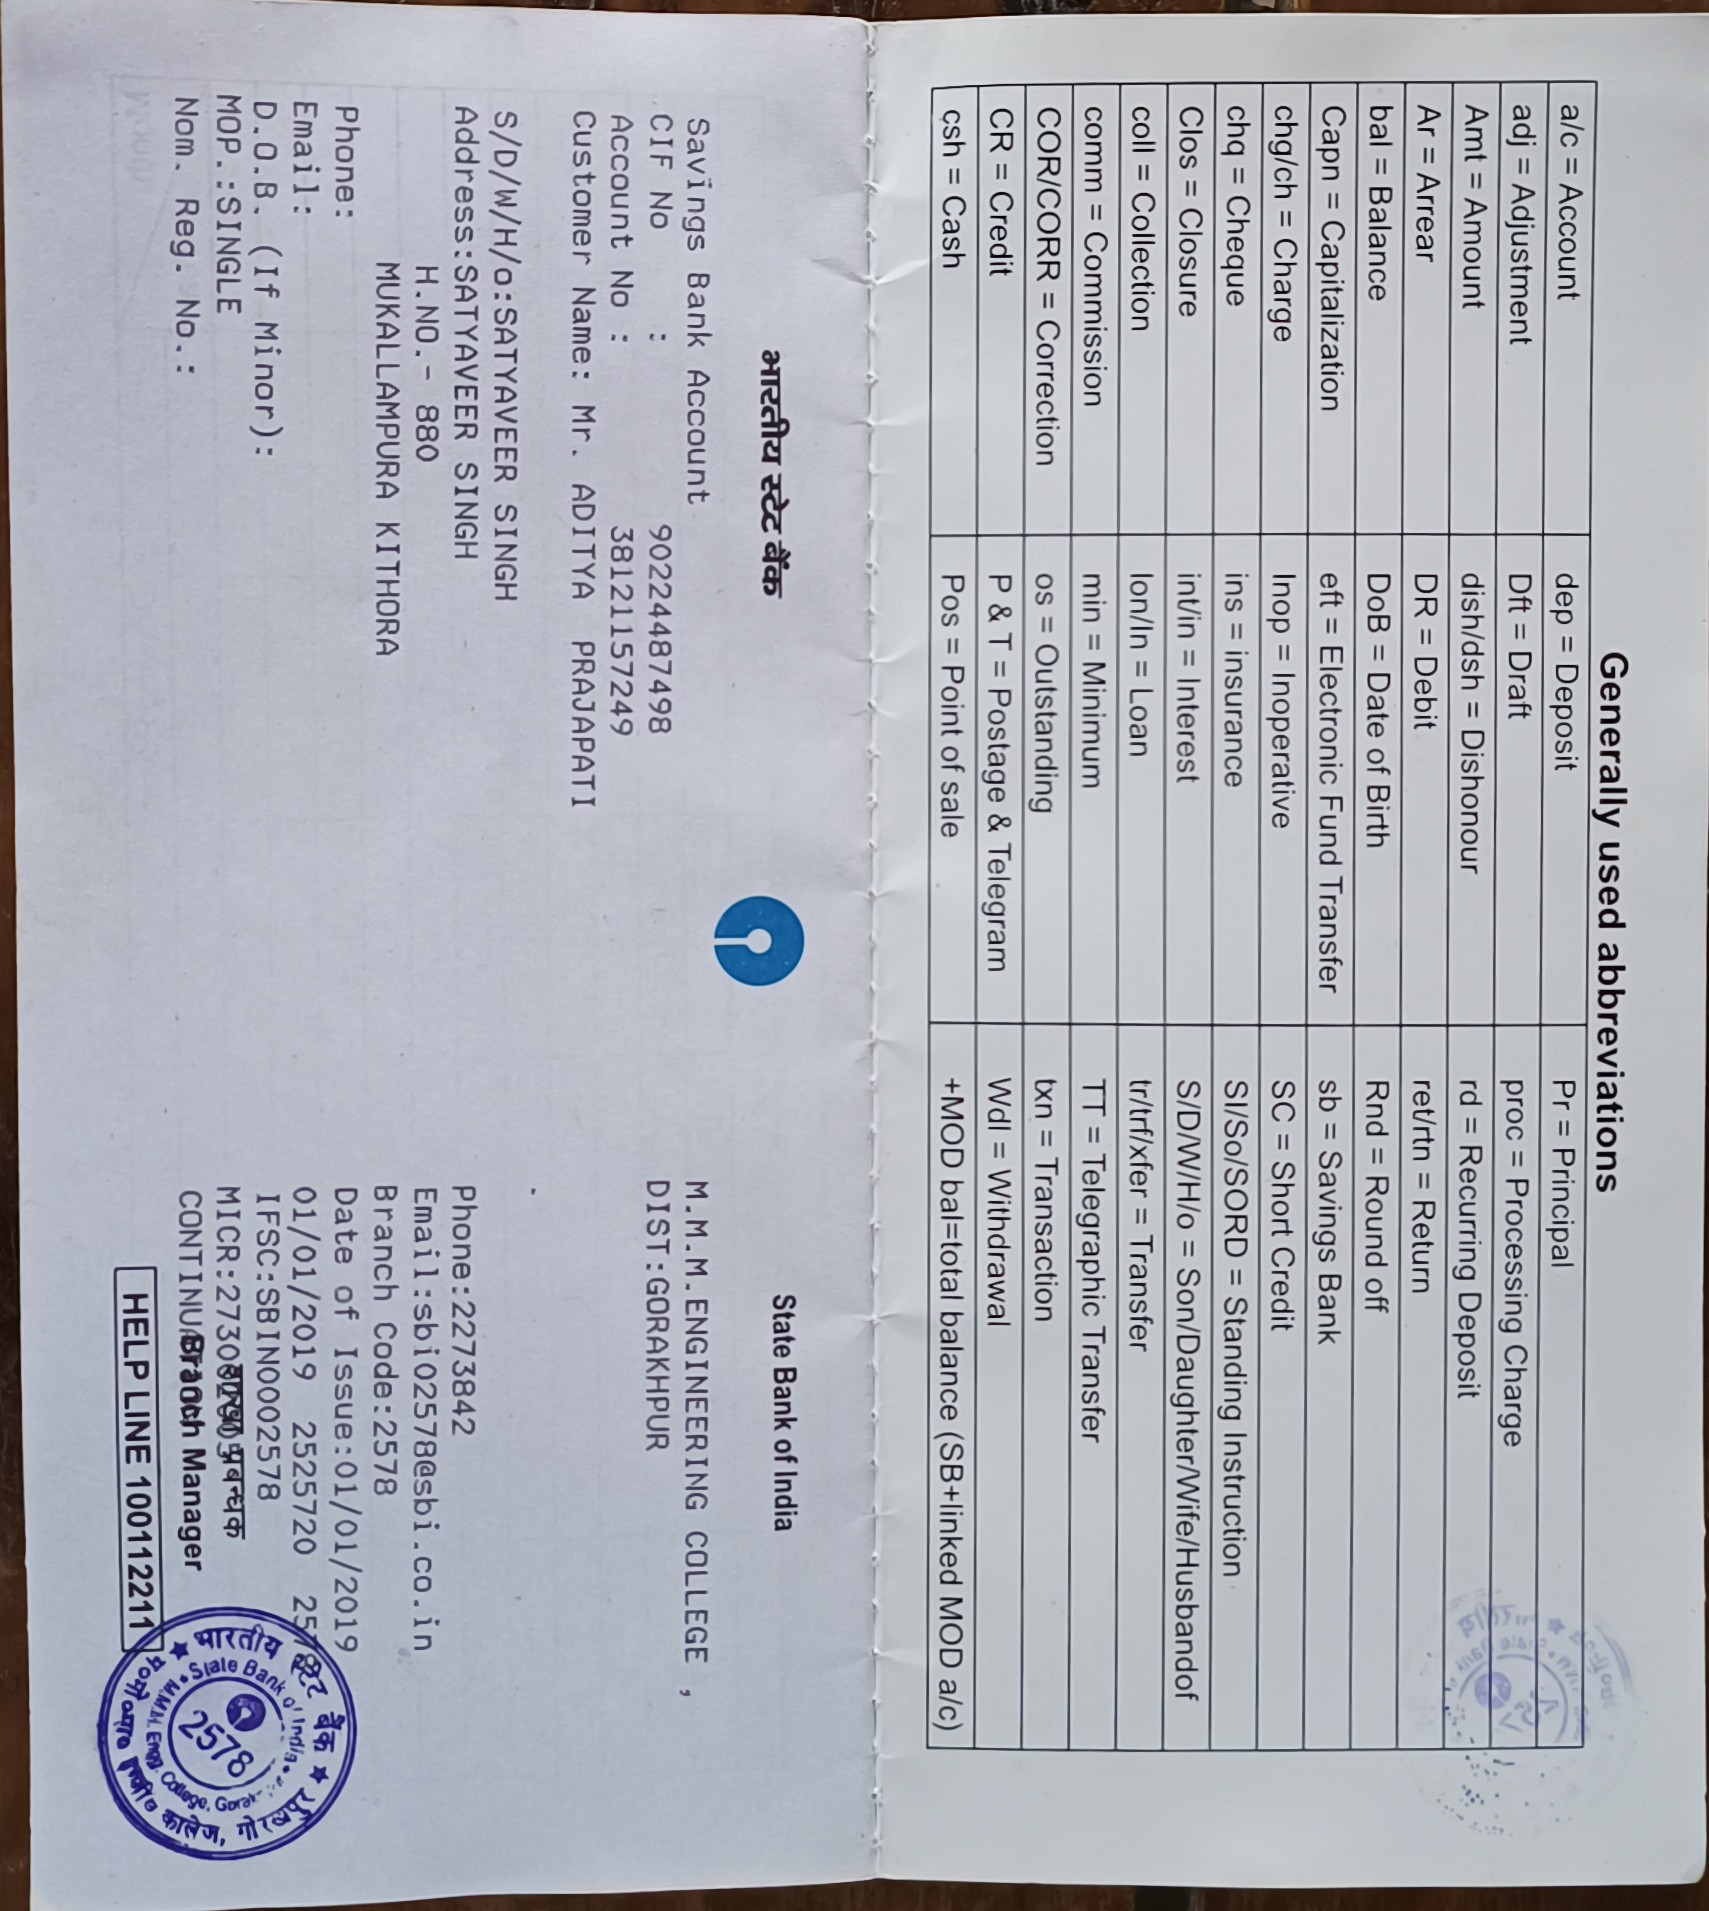 Generally used abbreviations
a/c = Account
dep = Deposit
Pr = Principal
adj = Adjustment
Dft = Draft
proc = Processing Charge
Amt = Amount
dish/dsh = Dishonour
rd = Recurring Deposit
Ar = Arrear
DR = Debit
ret/rtn = Return
bal = Balance
DoB = Date of Birth
Rnd = Round off
Capn = Capitalization
eft = Electronic Fund Transfer
sb = Savings Bank
chg/ch = Charge
Inop = Inoperative
SC = Short Credit
chq = Cheque
ins = insurance
SI/So/SORD = Standing Instruction
Clos = Closure
int/in = Interest
S/D/W/H/o = Son/Daughter/Wife/Husbandof
coll = Collection
lon/ln = Loan
tr/trf/xfer = Transfer
comm = Commission
min = Minimum
TT = Telegraphic Transfer
COR/CORR = Correction
os = Outstanding
txn = Transaction
CR = Credit
P & T = Postage & Telegram
Wdl = Withdrawal
csh = Cash
Pos = Point of sale
+MOD bal=total balance (SB+linked MOD a/c)
भारतीय स्टेट बैंक
State Bank of India
Savings Bank Account
CIF No : 90224487498
Account No : 38121157249
Customer Name: Mr. ADITYA PRAJAPATI
S/D/W/H/o:SATYAVEER SINGH
Address:SATYAVEER SINGH
H.NO.- 880
MUKALLAMPURA KITHORA
Phone:
Email:
D.O.B. (If Minor):
MOP.:SINGLE
Nom. Reg. No.:
M.M.M.ENGINEERING COLLEGE ,
DIST:GORAKHPUR
Phone:2273842
Email:sbi02578@sbi.co.in
Branch Code:2578
Date of Issue:01/01/2019
01/01/2019 2525720 2578
IFSC:SBIN0002578
MICR:
शाखा प्रबन्धक
Branch Manager
HELP LINE 100112211
भारतीय स्टेट बैंक
State Bank of India
M.M.M. Engg. College,
2578